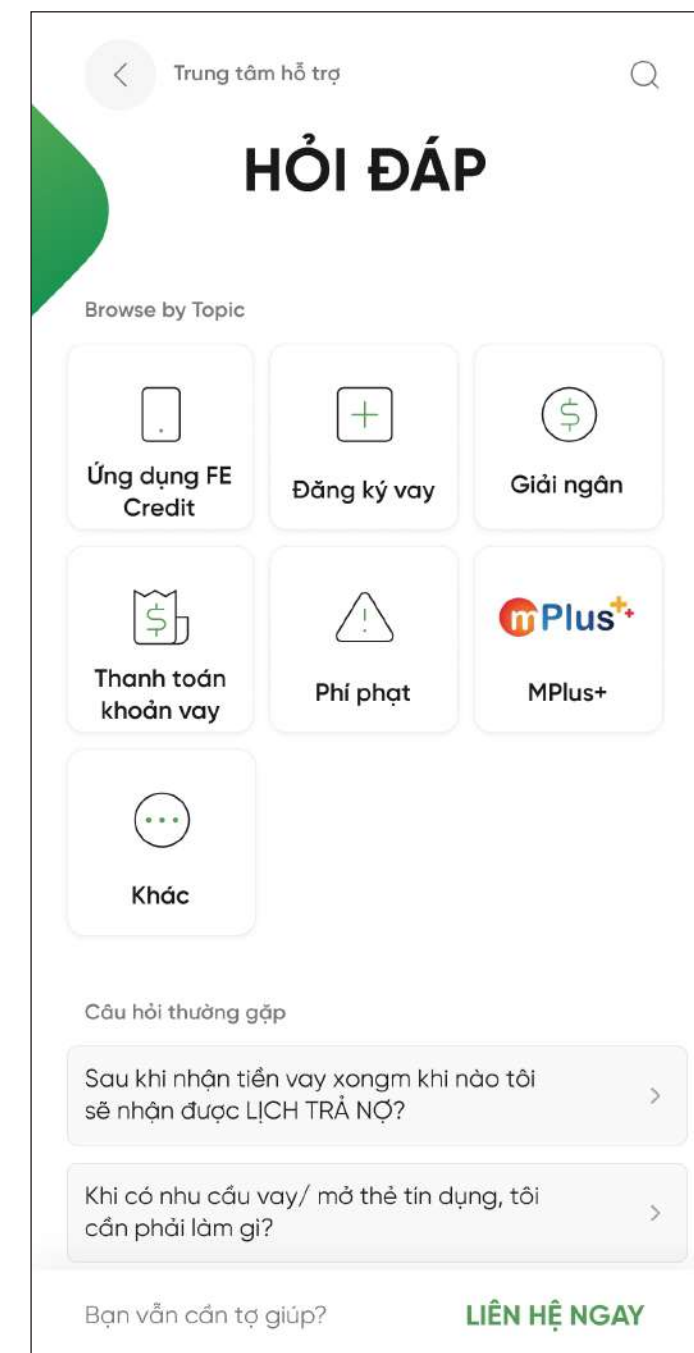 Trung tâm hỗ trợ
HỎI ĐÁP
Browse by Topic
Ứng dụng FE
Credit
Đăng ký vay
Giải ngân
Thanh toán
khoản vay
Phí phạt
mPlus++
MPlus+
Khác
Câu hỏi thường gặp
Sau khi nhận tiền vay xongm khi nào tôi
sẽ nhận được LỊCH TRẢ NỢ?
Khi có nhu cầu vay/ mở thẻ tín dụng, tôi
cần phải làm gì?
Bạn vẫn cần tợ giúp?
LIÊN HỆ NGAY